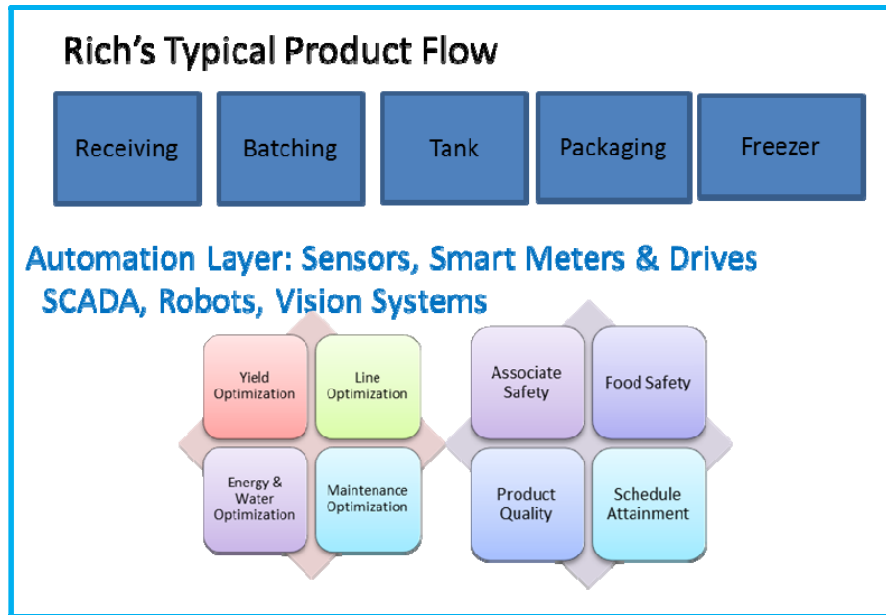 Rich's Typical Product Flow
Receiving
Batching
Tank
Packaging
Freezer
Automation Layer: Sensors, Smart Meters & Drives
SCADA, Robots, Vision Systems
Yield
Optimization
Line
Optimization
Energy &
Water
Optimization
Maintenance
Optimization
Associate
Safety
Food Safety
Product
Quality
Schedule
Attainment